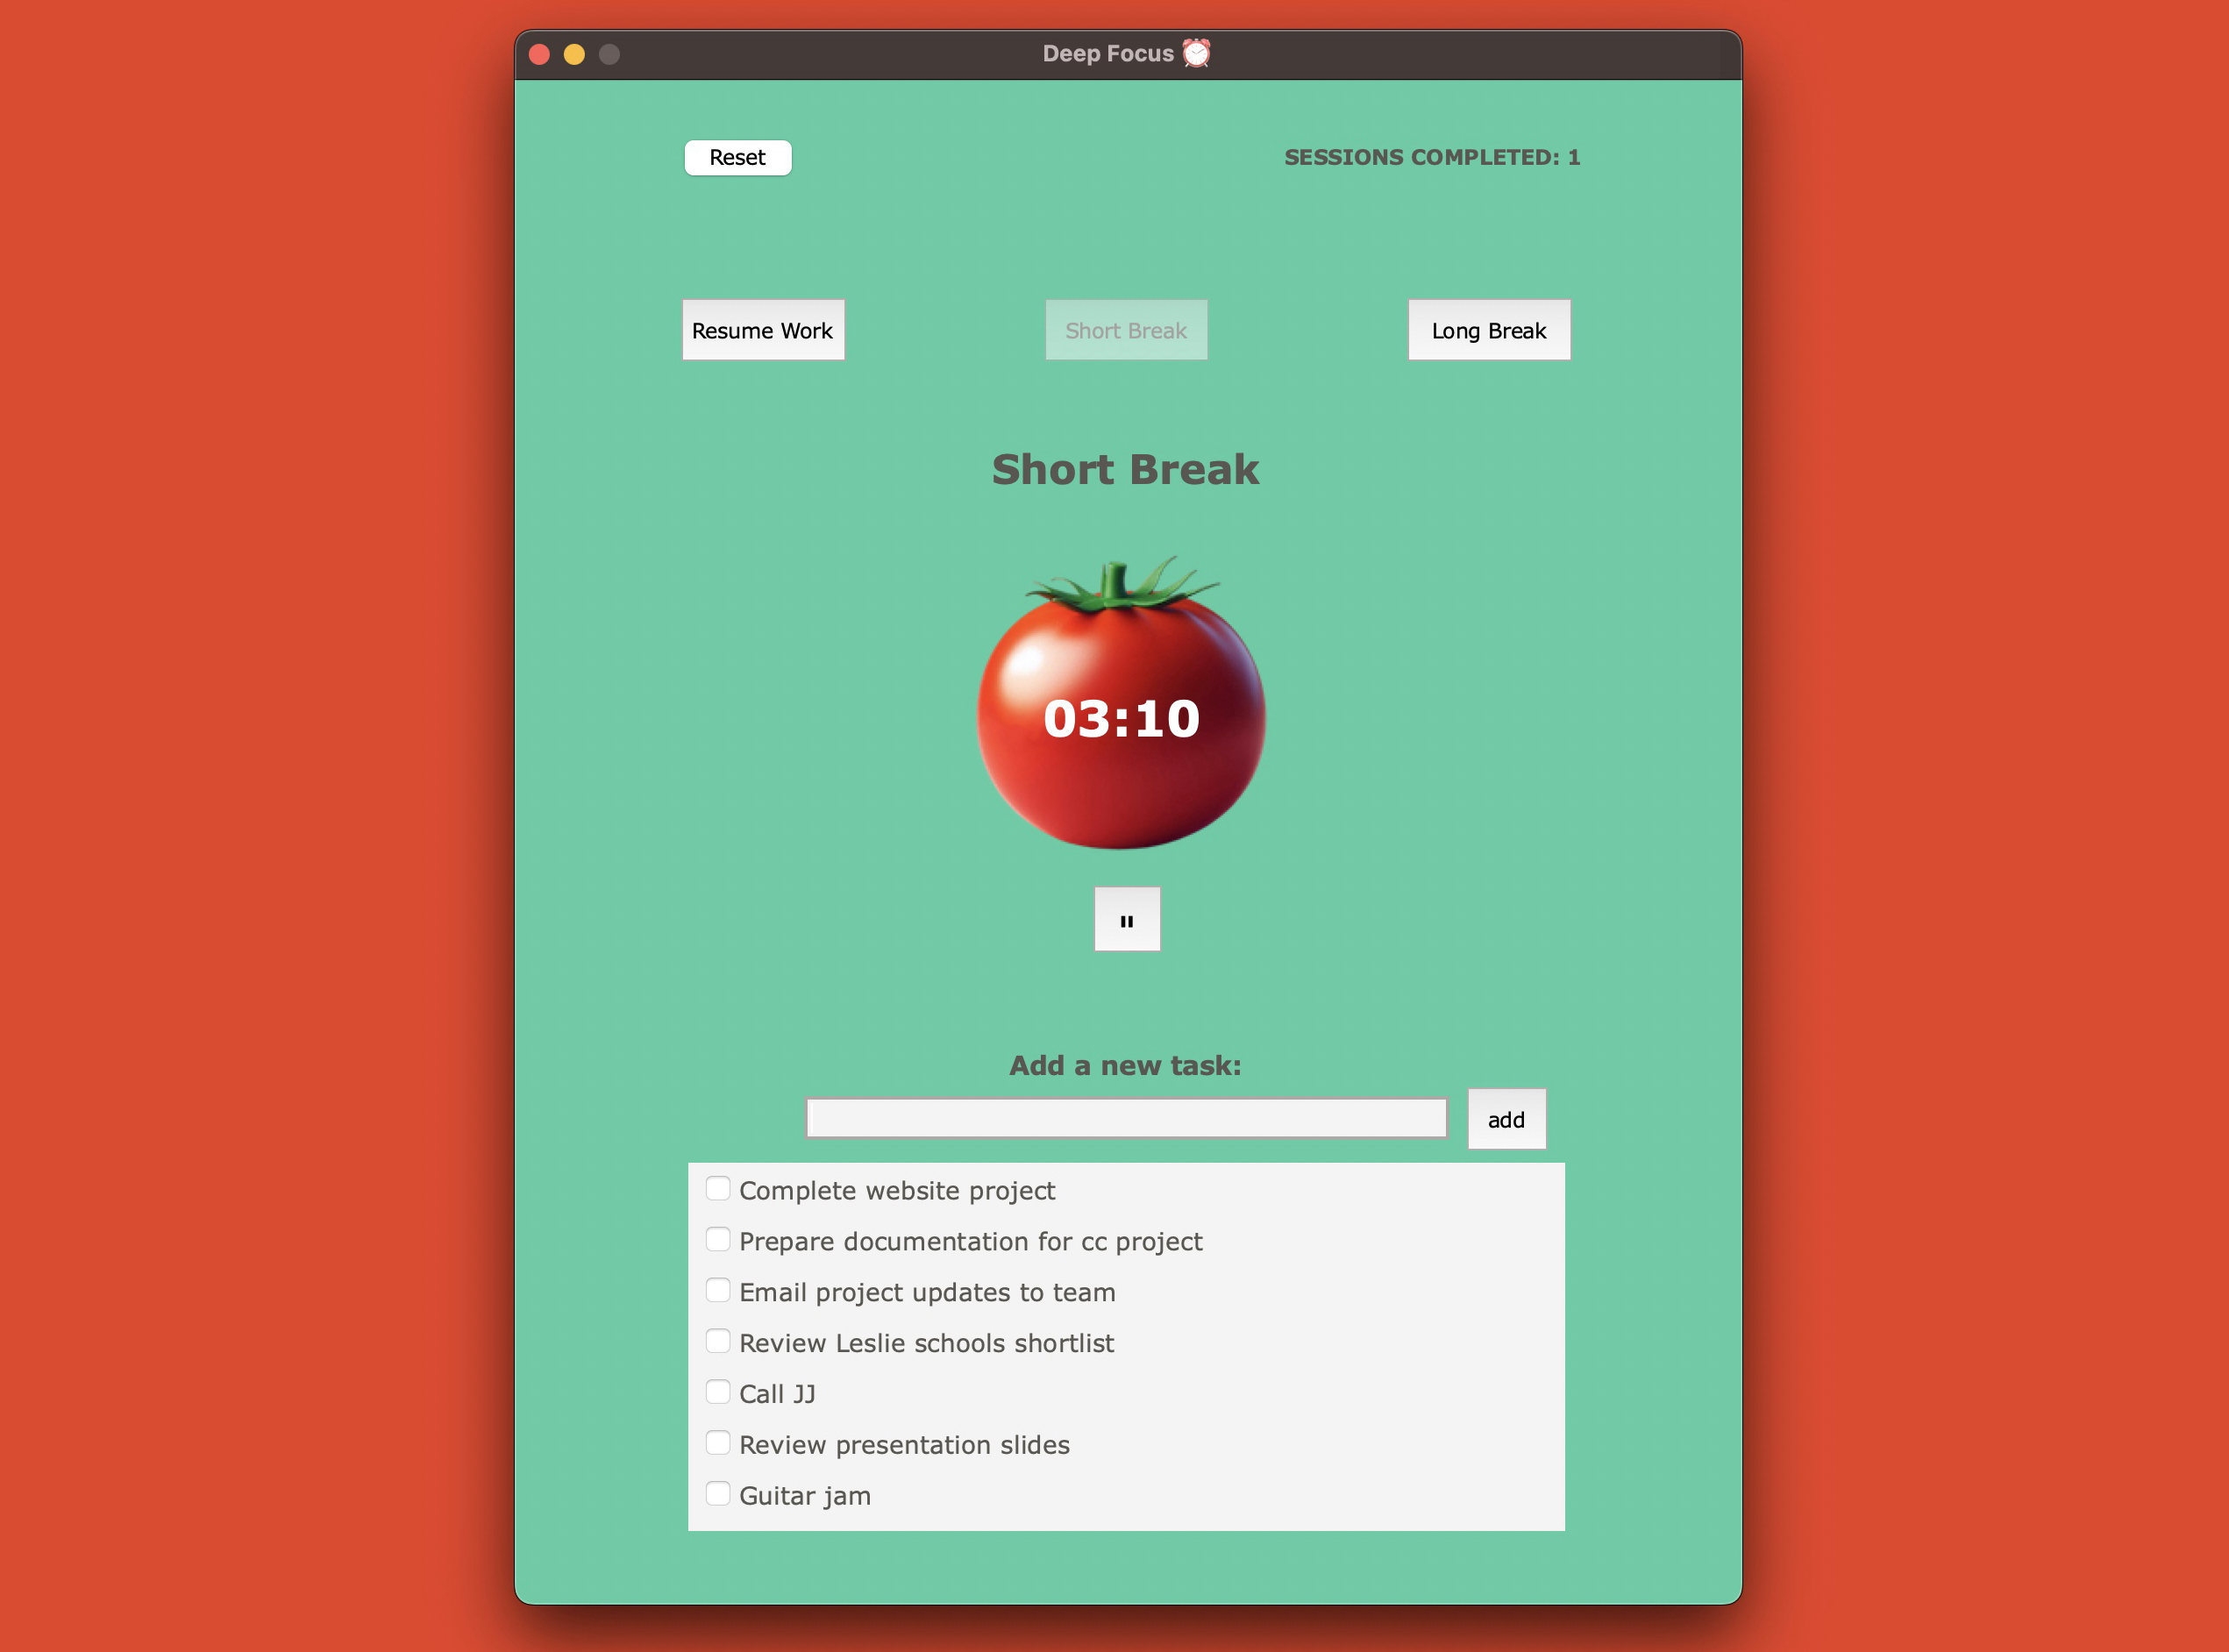 Deep Focus ⏰
Reset
SESSIONS COMPLETED: 1
Resume Work
Short Break
Long Break
Short Break
03:10
Add a new task:
add
Complete website project
Prepare documentation for cc project
Email project updates to team
Review Leslie schools shortlist
Call JJ
Review presentation slides
Guitar jam